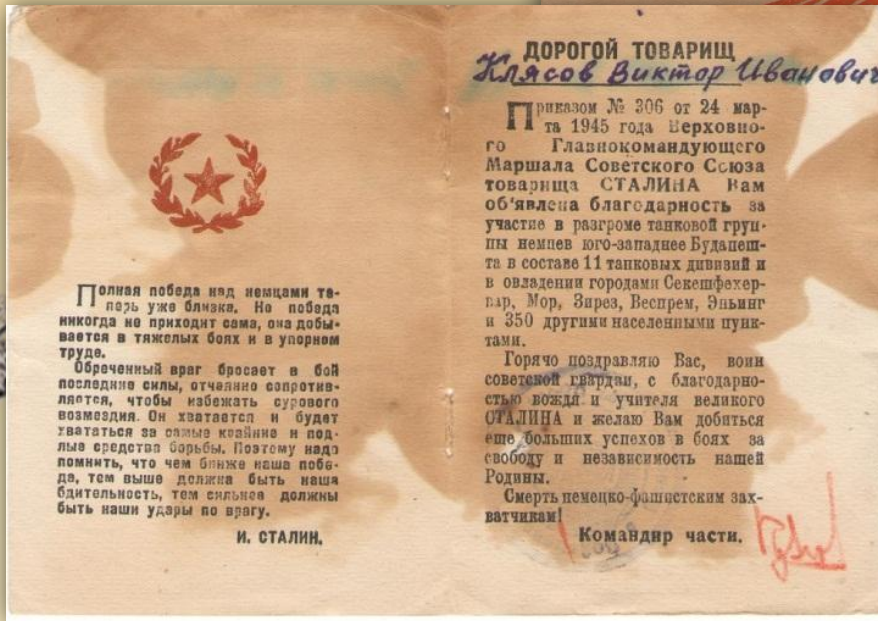 Полная победа над немцами те-
перь уже близка. Но победа
никогда не приходит сама, она добы-
вается в тяжелых боях и в упорном
труде.
Обреченный враг бросает в бой
последние силы, отчаянно сопротив-
ляется, чтобы избежать сурового
возмездия. Он хватается и будет
хвататься за самые крайние и под-
лые средства борьбы. Поэтому надо
помнить, что чем ближе наша побе-
да, тем выше должна быть наша
бдительность, тем сильнее должны
быть наши удары по врагу.
И. СТАЛИН.
ДОРОГОЙ ТОВАРИЩ
Клясов Виктор Иванович
Приказом № 306 от 24 мар-
та 1945 года Верховно-
го Главнокомандующего
Маршала Советского Союза
товарища СТАЛИНА Вам
об'явлена благодарность за
участие в разгроме танковой груп-
пы немцев юго-западнее Будапеш-
та в составе 11 танковых дивизий и
в овладении городами Секешфехер-
вар, Мор, Зирез, Веспрем, Эньинг
и 350 другими населенными пунк-
тами.
Горячо поздравляю Вас, воин
советской гвардии, с благодарно-
стью вождя и учителя великого
СТАЛИНА и желаю Вам добиться
еще больших успехов в боях за
свободу и независимость нашей
Родины.
Смерть немецко-фашистским зах-
ватчикам!
Командир части.